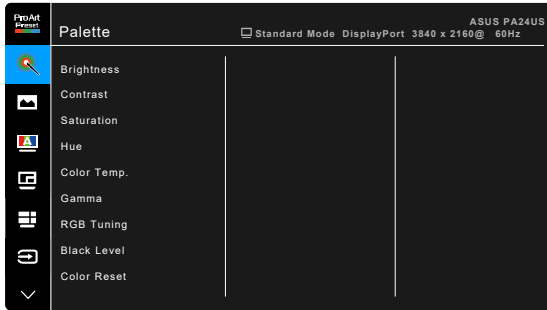 ProArt
Preset
Palette
ASUS PA24US
Standard Mode DisplayPort 3840 x 2160@ 60Hz
A
Brightness
Contrast
Saturation
Hue
Color Temp.
Gamma
RGB Tuning
Black Level
Color Reset